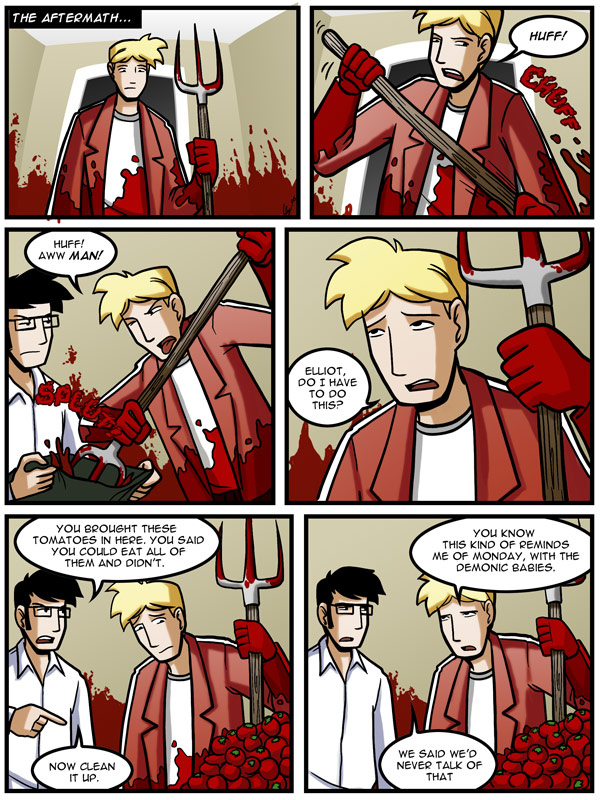 THE AFTERMATH...
HUFF!
CHUFF
HUFF!
AWW MAN!
ELLIOT,
DO I HAVE
TO DO
THIS?
YOU BROUGHT THESE
TOMATOES IN HERE. YOU SAID
YOU COULD EAT ALL OF
THEM AND DIDN'T.
NOW CLEAN
IT UP.
YOU KNOW
THIS KIND OF REMINDS
ME OF MONDAY, WITH THE
DEMONIC BABIES.
WE SAID WE'D
NEVER TALK OF
THAT